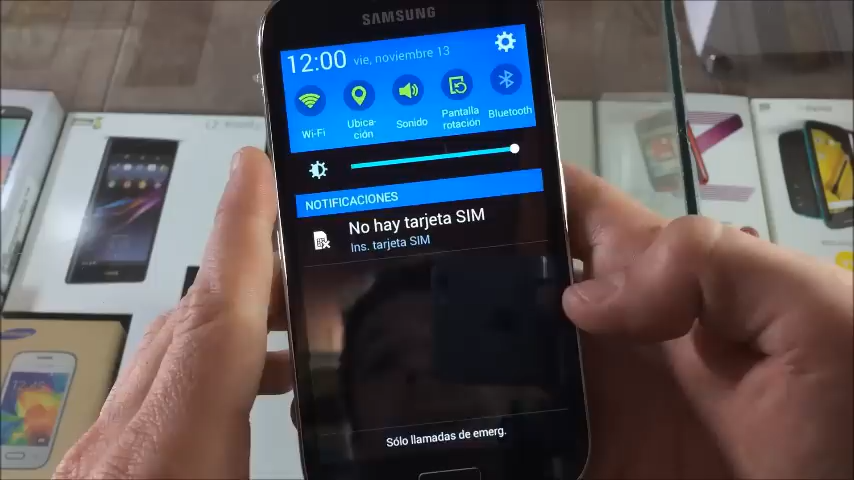 SAMSUNG
12:00 vie, noviembre 13
Wi-Fi
Ubica-
ción
Sonido
Pantalla
rotación
Bluetooth
NOTIFICACIONES
No hay tarjeta SIM
Ins. tarjeta SIM
Sólo llamadas de emerg.